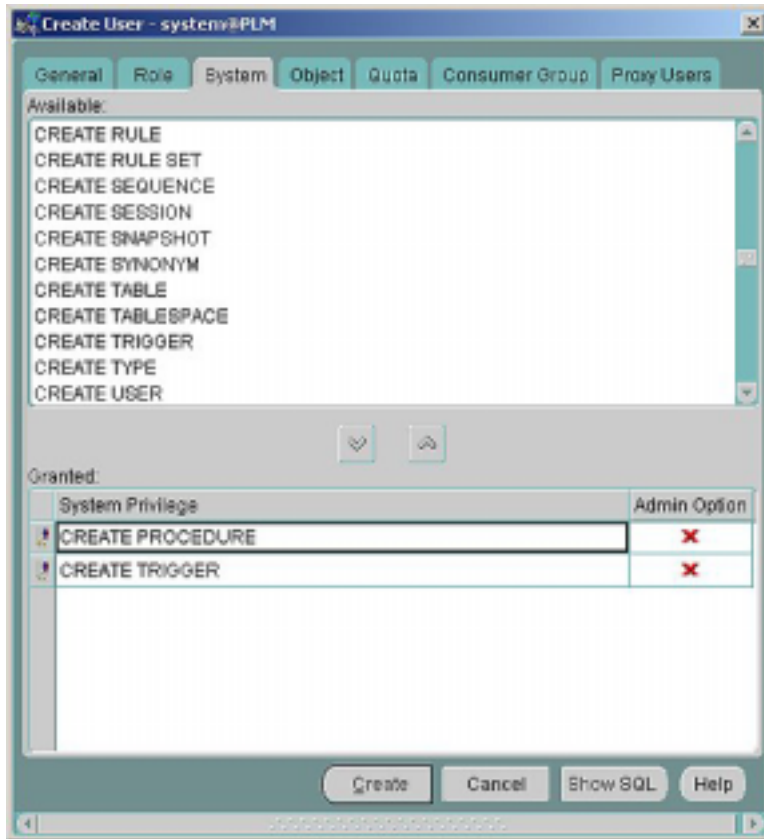 Create User - system@PLM
General Role System Object Quota Consumer Group Proxy Users
Available:
CREATE RULE
CREATE RULE SET
CREATE SEQUENCE
CREATE SESSION
CREATE SNAPSHOT
CREATE SYNONYM
CREATE TABLE
CREATE TABLESPACE
CREATE TRIGGER
CREATE TYPE
CREATE USER
Granted:
System Privilege Admin Option
CREATE PROCEDURE
CREATE TRIGGER
Create Cancel Show SQL Help